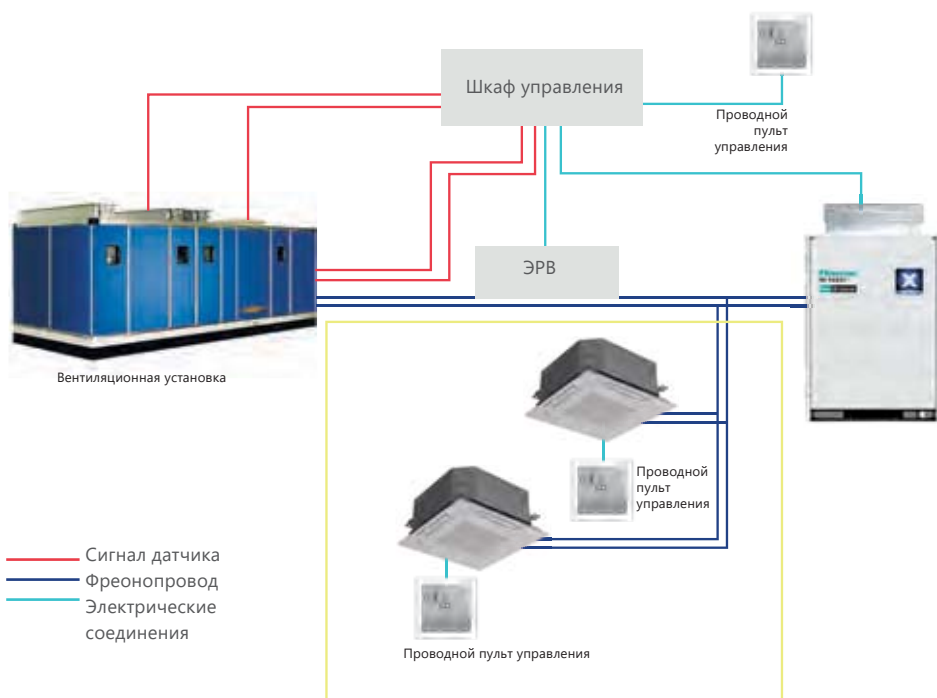 Шкаф управления
Проводной
пульт
управления
ЭРВ
Вентиляционная установка
Проводной
пульт
управления
Сигнал датчика
Фреонопровод
Электрические
соединения
Проводной пульт управления